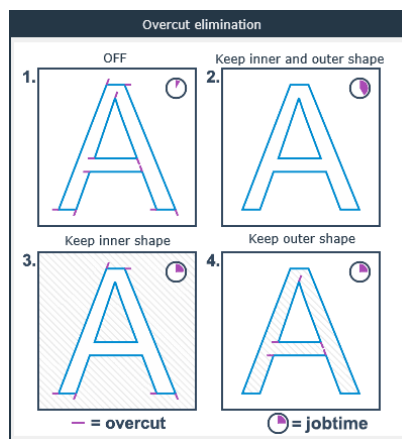 Overcut elimination
OFF
Keep inner and outer shape
1.
2.
Keep inner shape
Keep outer shape
3.
4.
= overcut
= jobtime